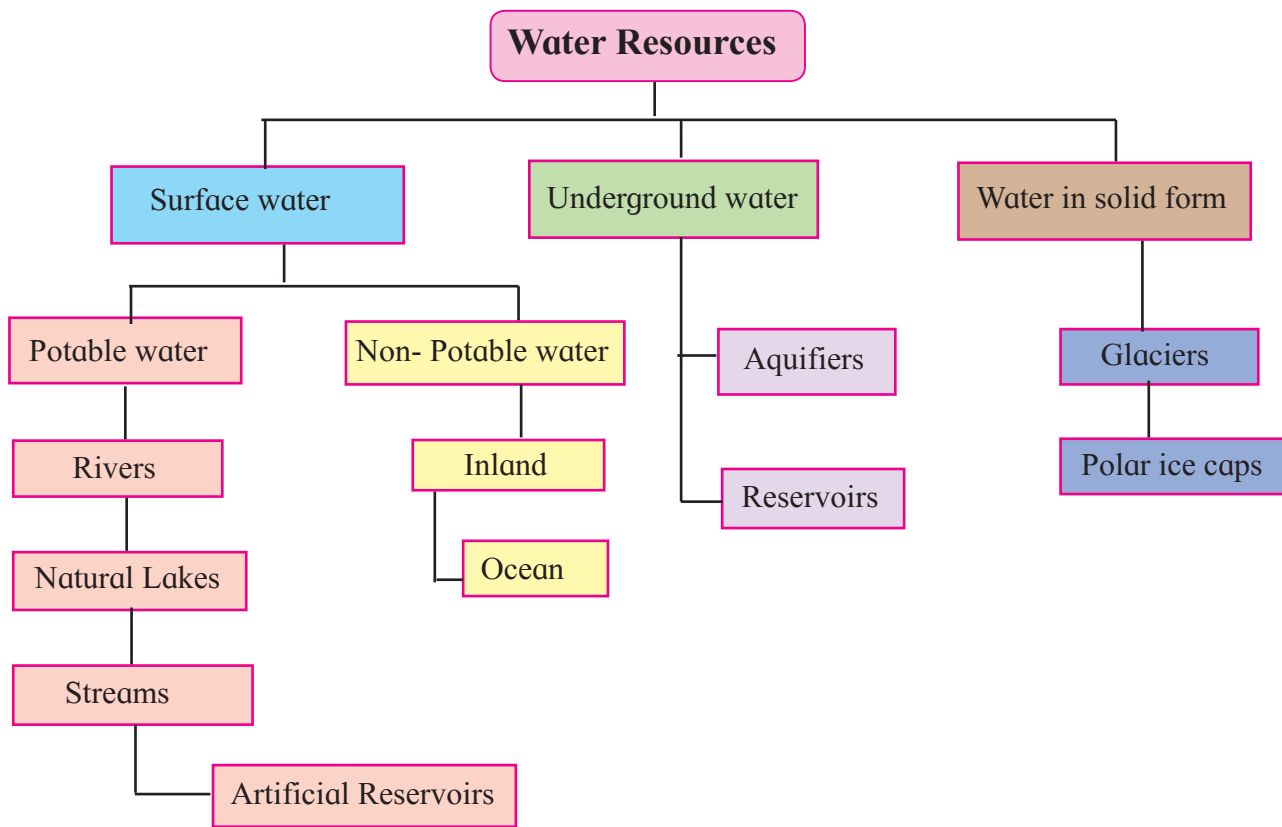 Water Resources
Surface water
Underground water
Water in solid form
Potable water
Non- Potable water
Aquifiers
Glaciers
Rivers
Inland
Reservoirs
Polar ice caps
Natural Lakes
Ocean
Streams
Artificial Reservoirs